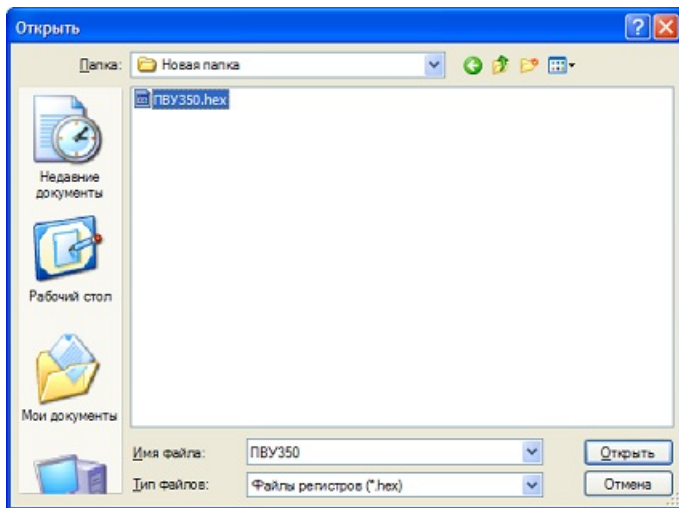 Открыть
Папка: Новая папка
ПВУ350.hex
Недавние
документы
Рабочий стол
Мои документы
Имя файла: ПВУ350 Открыть
Тип файлов: Файлы регистров (*.hex) Отмена